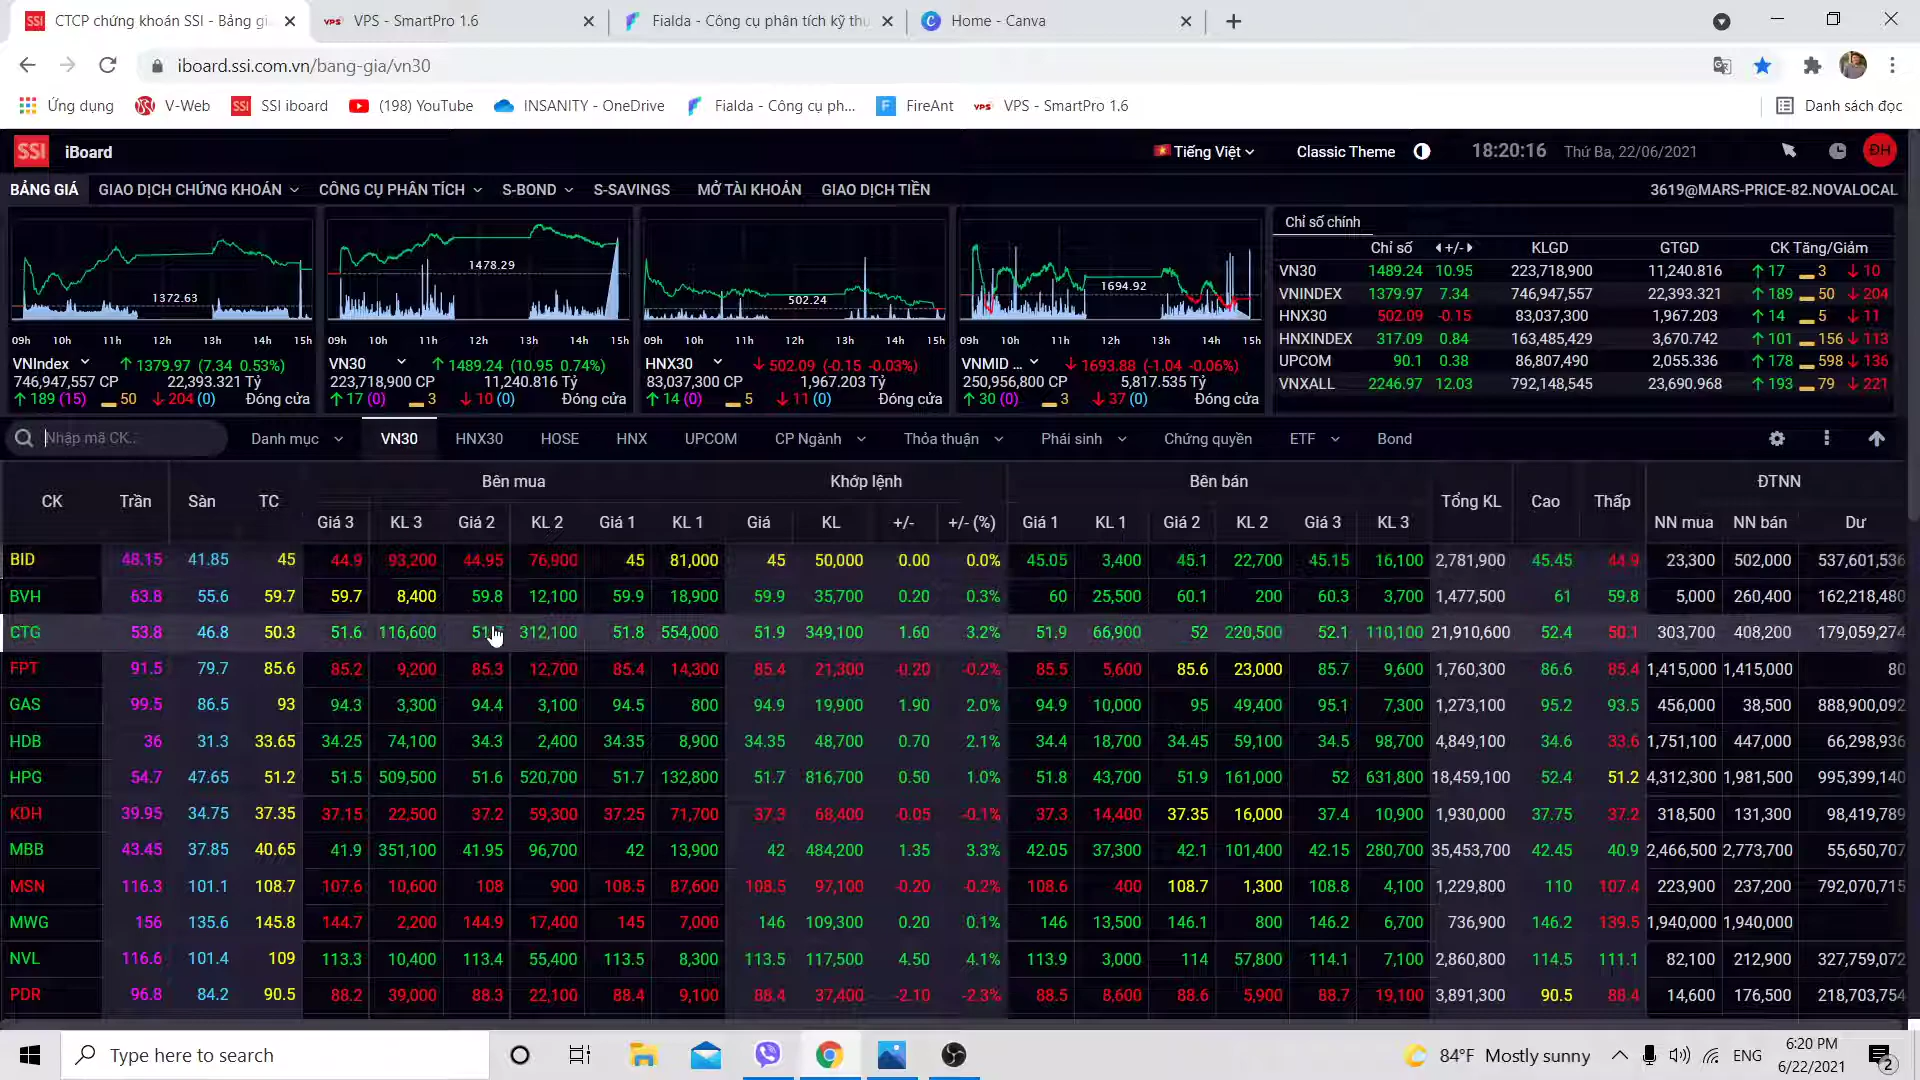 CTCP chứng khoán SSI - Bảng gi
VPS - SmartPro 1.6
Fialda - Công cụ phân tích kỹ thu
Home - Canva
iboard.ssi.com.vn/bang-gia/vn30
Ứng dụng V-Web SSI iboard (198) YouTube INSANITY - OneDrive Fialda - Công cụ ph... FireAnt VPS - SmartPro 1.6 Danh sách đọc
SSI iBoard Tiếng Việt Classic Theme 18:20:16 Thứ Ba, 22/06/2021 ĐH
BẢNG GIÁ GIAO DỊCH CHỨNG KHOÁN CÔNG CỤ PHÂN TÍCH S-BOND S-SAVINGS MỞ TÀI KHOẢN GIAO DỊCH TIỀN 3619@MARS-PRICE-82.NOVALOCAL
1372.63
09h 10h 11h 12h 13h 14h 15h
VNIndex 1379.97 (7.34 0.53%)
746,947,557 CP 22,393.321 Tỷ
189 (15) 50 204 (0) Đóng cửa
1478.29
09h 10h 11h 12h 13h 14h 15h
VN30 1489.24 (10.95 0.74%)
223,718,900 CP 11,240.816 Tỷ
17 (0) 3 10 (0) Đóng cửa
502.24
09h 10h 11h 12h 13h 14h 15h
HNX30 502.09 (-0.15 -0.03%)
83,037,300 CP 1,967.203 Tỷ
14 (0) 5 11 (0) Đóng cửa
1694.92
09h 10h 11h 12h 13h 14h 15h
VNMID ... 1693.88 (-1.04 -0.06%)
250,956,800 CP 5,817.535 Tỷ
30 (0) 3 37 (0) Đóng cửa
Chỉ số chính
Chỉ số +/- KLGD GTGD CK Tăng/Giảm
VN30 1489.24 10.95 223,718,900 11,240.816 17 3 10
VNINDEX 1379.97 7.34 746,947,557 22,393.321 189 50 204
HNX30 502.09 -0.15 83,037,300 1,967.203 14 5 11
HNXINDEX 317.09 0.84 163,485,429 3,670.742 101 156 113
UPCOM 90.1 0.38 86,807,490 2,055.336 178 598 136
VNXALL 2246.97 12.03 792,148,545 23,690.968 193 79 221
Nhập mã CK.. Danh mục VN30 HNX30 HOSE HNX UPCOM CP Ngành Thỏa thuận Phái sinh Chứng quyền ETF Bond
CK Trần Sàn TC Bên mua Khớp lệnh Bên bán Tổng KL Cao Thấp ĐTNN
Giá 3 KL 3 Giá 2 KL 2 Giá 1 KL 1 Giá KL +/- +/- (%) Giá 1 KL 1 Giá 2 KL 2 Giá 3 KL 3 NN mua NN bán Dư
BID 48.15 41.85 45 44.9 93,200 44.95 76,900 45 81,000 45 50,000 0.00 0.0% 45.05 3,400 45.1 22,700 45.15 16,100 2,781,900 45.45 44.9 23,300 502,000 537,601,536
BVH 63.8 55.6 59.7 59.7 8,400 59.8 12,100 59.9 18,900 59.9 35,700 0.20 0.3% 60 25,500 60.1 200 60.3 3,700 1,477,500 61 59.8 5,000 260,400 162,218,480
CTG 53.8 46.8 50.3 51.6 116,600 312,100 51.8 554,000 51.9 349,100 1.60 3.2% 51.9 66,900 52 220,500 52.1 110,100 21,910,600 52.4 50.1 303,700 408,200 179,059,274
FPT 91.5 79.7 85.6 85.2 9,200 85.3 12,700 85.4 14,300 85.4 21,300 -0.20 -0.2% 85.5 5,600 85.6 23,000 85.7 9,600 1,760,300 86.6 85.4 1,415,000 1,415,000 80
GAS 99.5 86.5 93 94.3 3,300 94.4 3,100 94.5 800 94.9 19,900 1.90 2.0% 94.9 10,000 95 49,400 95.1 7,300 1,273,100 95.2 93.5 456,000 38,500 888,900,092
HDB 36 31.3 33.65 34.25 74,100 34.3 2,400 34.35 8,900 34.35 48,700 0.70 2.1% 34.4 18,700 34.45 59,100 34.5 98,700 4,849,100 34.6 33.6 1,751,100 447,000 66,298,936
HPG 54.7 47.65 51.2 51.5 509,500 51.6 520,700 51.7 132,800 51.7 816,700 0.50 1.0% 51.8 43,700 51.9 161,000 52 631,800 18,459,100 52.4 51.2 4,312,300 1,981,500 995,399,140
KDH 39.95 34.75 37.35 37.15 22,500 37.2 59,300 37.25 71,700 37.3 68,400 -0.05 -0.1% 37.3 14,400 37.35 16,000 37.4 10,900 1,930,000 37.75 37.2 318,500 131,300 98,419,789
MBB 43.45 37.85 40.65 41.9 351,100 41.95 96,700 42 13,900 42 484,200 1.35 3.3% 42.05 37,300 42.1 101,400 42.15 280,700 35,453,700 42.45 40.9 2,466,500 2,773,700 55,650,707
MSN 116.3 101.1 108.7 107.6 10,600 108 900 108.5 87,600 108.5 97,100 -0.20 -0.2% 108.6 400 108.7 1,300 108.8 4,100 1,229,800 110 107.4 223,900 237,200 792,070,715
MWG 156 135.6 145.8 144.7 2,200 144.9 17,400 145 7,000 146 109,300 0.20 0.1% 146 13,500 146.1 800 146.2 6,700 736,900 146.2 139.5 1,940,000 1,940,000
NVL 116.6 101.4 109 113.3 10,400 113.4 55,400 113.5 8,300 113.5 117,500 4.50 4.1% 113.9 3,000 114 57,800 114.1 7,100 2,860,800 114.5 111.1 82,100 212,900 327,759,072
PDR 96.8 84.2 90.5 88.2 39,000 88.3 22,100 88.4 9,100 88.4 37,400 -2.10 -2.3% 88.5 8,600 88.6 5,900 88.7 19,100 3,891,300 90.5 88.4 14,600 176,500 218,703,754
Type here to search 84°F Mostly sunny ENG 6:20 PM
6/22/2021 2